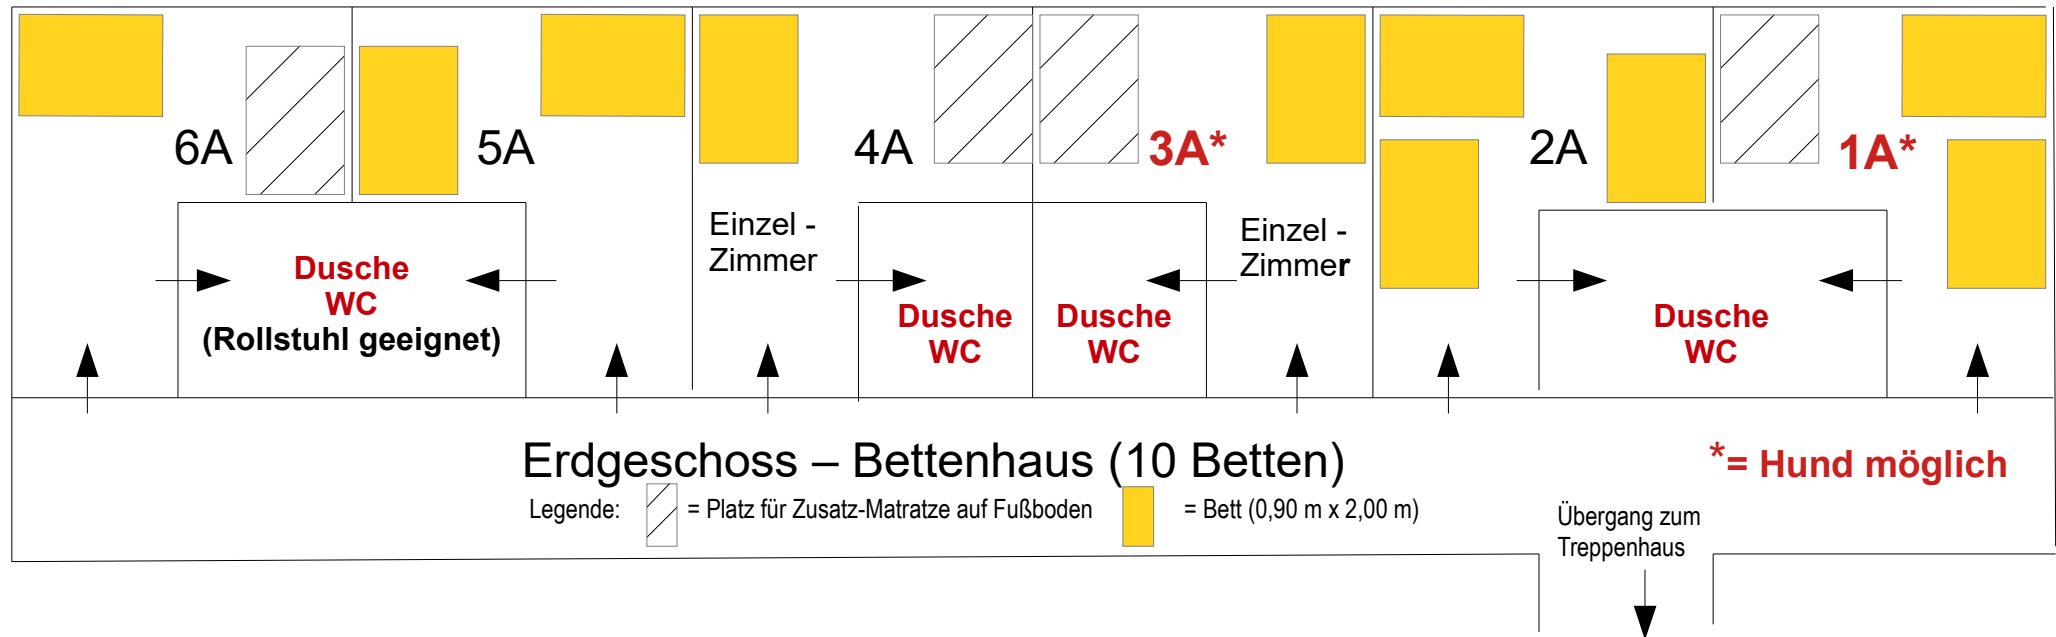 6A
5A
4A
3A*
2A
1A*
Einzel -
Zimmer
Einzel -
Zimmer
Dusche
WC
(Rollstuhl geeignet)
Dusche
WC
Dusche
WC
Dusche
WC
Erdgeschoss – Bettenhaus (10 Betten)
*= Hund möglich
Legende: = Platz für Zusatz-Matratze auf Fußboden = Bett (0,90 m x 2,00 m)
Übergang zum
Treppenhaus